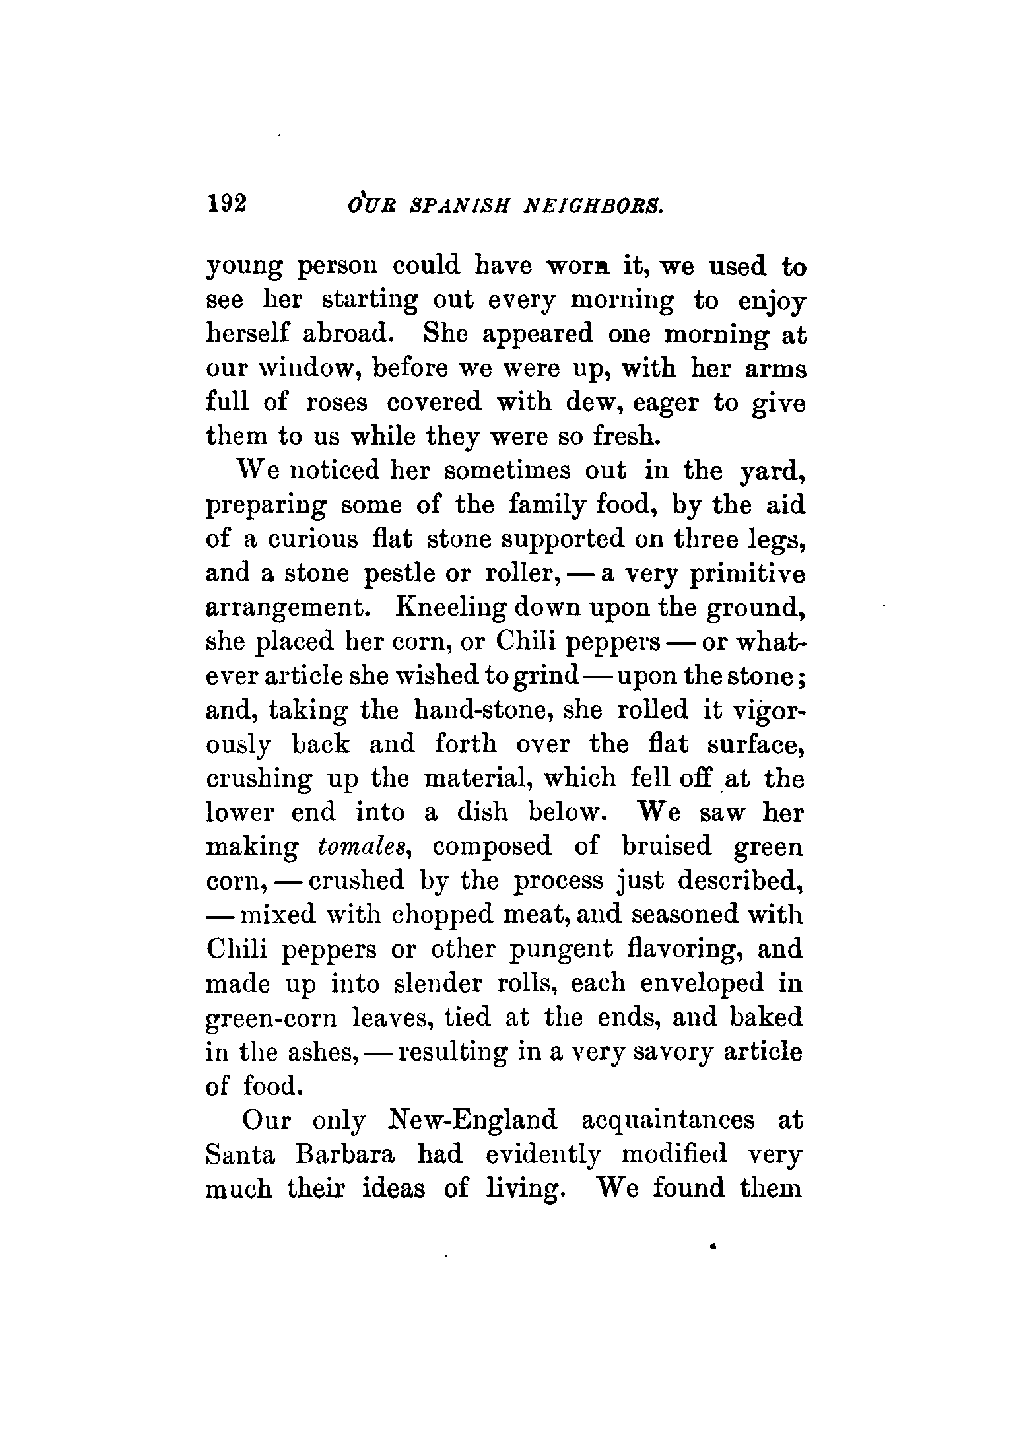 192 OUR SPANISH NEIGHBORS.
young person could have worn it, we used to
see her starting out every morning to enjoy
herself abroad. She appeared one morning at
our window, before we were up, with her arms
full of roses covered with dew, eager to give
them to us while they were so fresh.
We noticed her sometimes out in the yard,
preparing some of the family food, by the aid
of a curious flat stone supported on three legs,
and a stone pestle or roller, — a very primitive
arrangement. Kneeling down upon the ground,
she placed her corn, or Chili peppers — or what-
ever article she wished to grind — upon the stone;
and, taking the hand-stone, she rolled it vigor-
ously back and forth over the flat surface,
crushing up the material, which fell off at the
lower end into a dish below. We saw her
making tomales, composed of bruised green
corn, — crushed by the process just described,
— mixed with chopped meat, and seasoned with
Chili peppers or other pungent flavoring, and
made up into slender rolls, each enveloped in
green-corn leaves, tied at the ends, and baked
in the ashes, — resulting in a very savory article
of food.
Our only New-England acquaintances at
Santa Barbara had evidently modified very
much their ideas of living. We found them